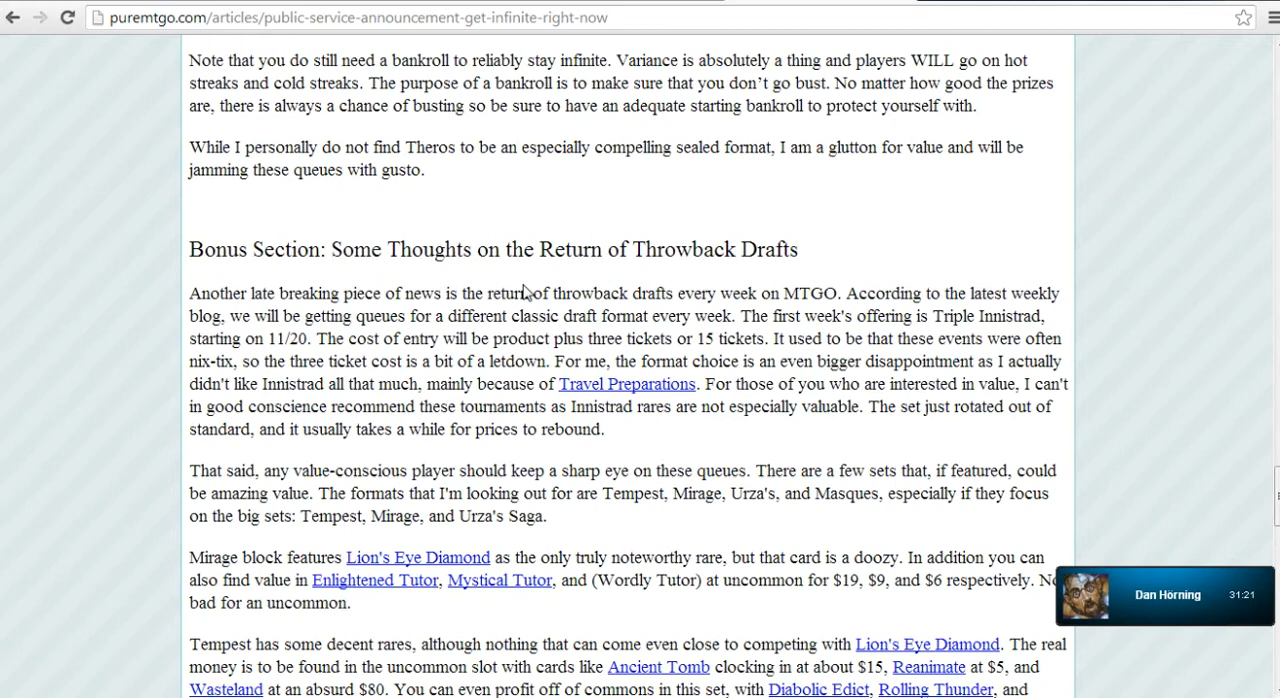 puremtgo.com/articles/public-service-announcement-get-infinite-right-now
Note that you do still need a bankroll to reliably stay infinite. Variance is absolutely a thing and players WILL go on hot
streaks and cold streaks. The purpose of a bankroll is to make sure that you don't go bust. No matter how good the prizes
are, there is always a chance of busting so be sure to have an adequate starting bankroll to protect yourself with.
While I personally do not find Theros to be an especially compelling sealed format, I am a glutton for value and will be
jamming these queues with gusto.
Bonus Section: Some Thoughts on the Return of Throwback Drafts
Another late breaking piece of news is the return of throwback drafts every week on MTGO. According to the latest weekly
blog, we will be getting queues for a different classic draft format every week. The first week's offering is Triple Innistrad,
starting on 11/20. The cost of entry will be product plus three tickets or 15 tickets. It used to be that these events were often
nix-tix, so the three ticket cost is a bit of a letdown. For me, the format choice is an even bigger disappointment as I actually
didn't like Innistrad all that much, mainly because of Travel Preparations. For those of you who are interested in value, I can't
in good conscience recommend these tournaments as Innistrad rares are not especially valuable. The set just rotated out of
standard, and it usually takes a while for prices to rebound.
That said, any value-conscious player should keep a sharp eye on these queues. There are a few sets that, if featured, could
be amazing value. The formats that I'm looking out for are Tempest, Mirage, Urza's, and Masques, especially if they focus
on the big sets: Tempest, Mirage, and Urza's Saga.
Mirage block features Lion's Eye Diamond as the only truly noteworthy rare, but that card is a doozy. In addition you can
also find value in Enlightened Tutor, Mystical Tutor, and (Wordly Tutor) at uncommon for $19, $9, and $6 respectively.
bad for an uncommon.
Dan Hörning 31:21
Tempest has some decent rares, although nothing that can come even close to competing with Lion's Eye Diamond. The real
money is to be found in the uncommon slot with cards like Ancient Tomb clocking in at about $15, Reanimate at $5, and
Wasteland at an absurd $80. You can even profit off of commons in this set, with Diabolic Edict, Rolling Thunder, and